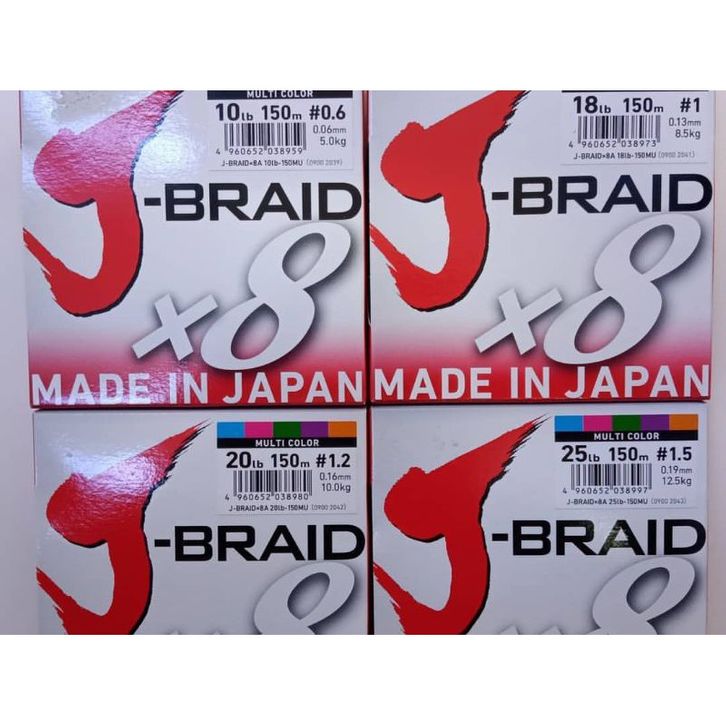 MULTI COLOR
10lb 150m #0.6
0.06mm
5.0kg
4 960652 038959
J-BRAID×8A 10lb-150MU (0900 2039)
J-BRAID
×8
MADE IN JAPAN
18lb 150m #1
0.13mm
8.5kg
4 960652 038973
J-BRAID×8A 18lb-150MU (0900 2041)
J-BRAID
×8
MADE IN JAPAN
MULTI COLOR
20lb 150m #1.2
0.16mm
10.0kg
4 960652 038980
J-BRAID×8A 20lb-150MU (0900 2042)
J-BRAID
×8
MULTI COLOR
25lb 150m #1.5
0.19mm
12.5kg
4 960652 038997
J-BRAID×8A 25lb-150MU (0900 2043)
J-BRAID
×8